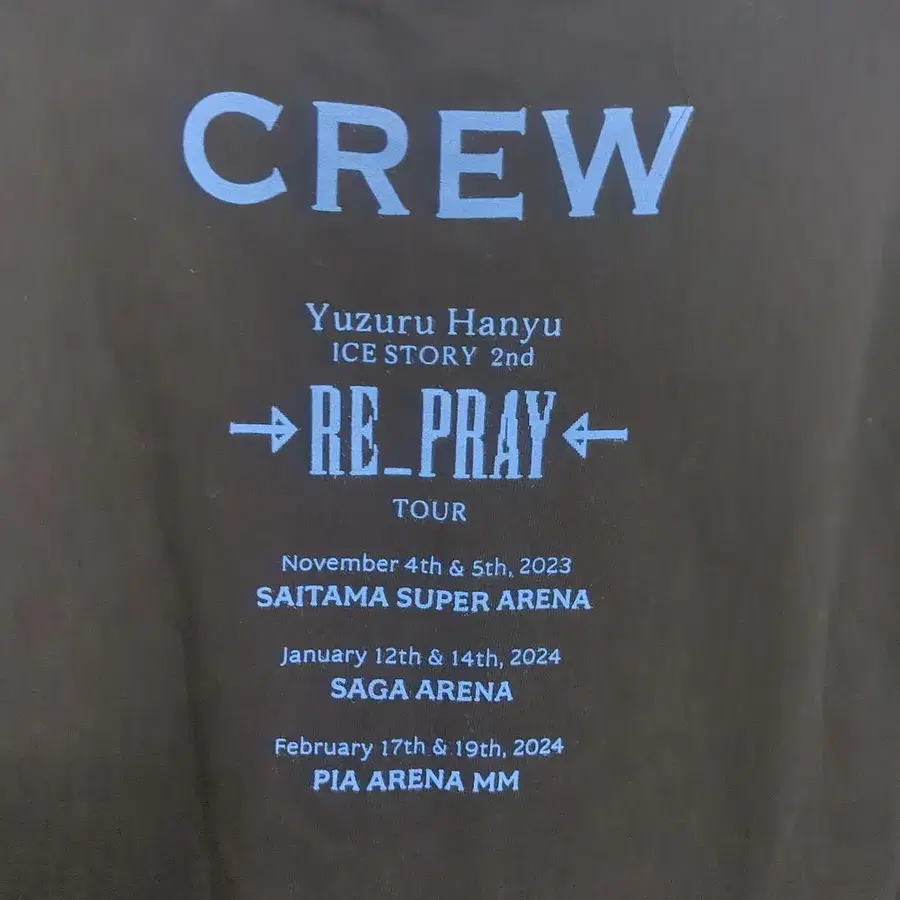 CREW
Yuzuru Hanyu
ICE STORY 2nd
RE_PRAY
TOUR
November 4th & 5th, 2023
SAITAMA SUPER ARENA
January 12th & 14th, 2024
SAGA ARENA
February 17th & 19th, 2024
PIA ARENA MM